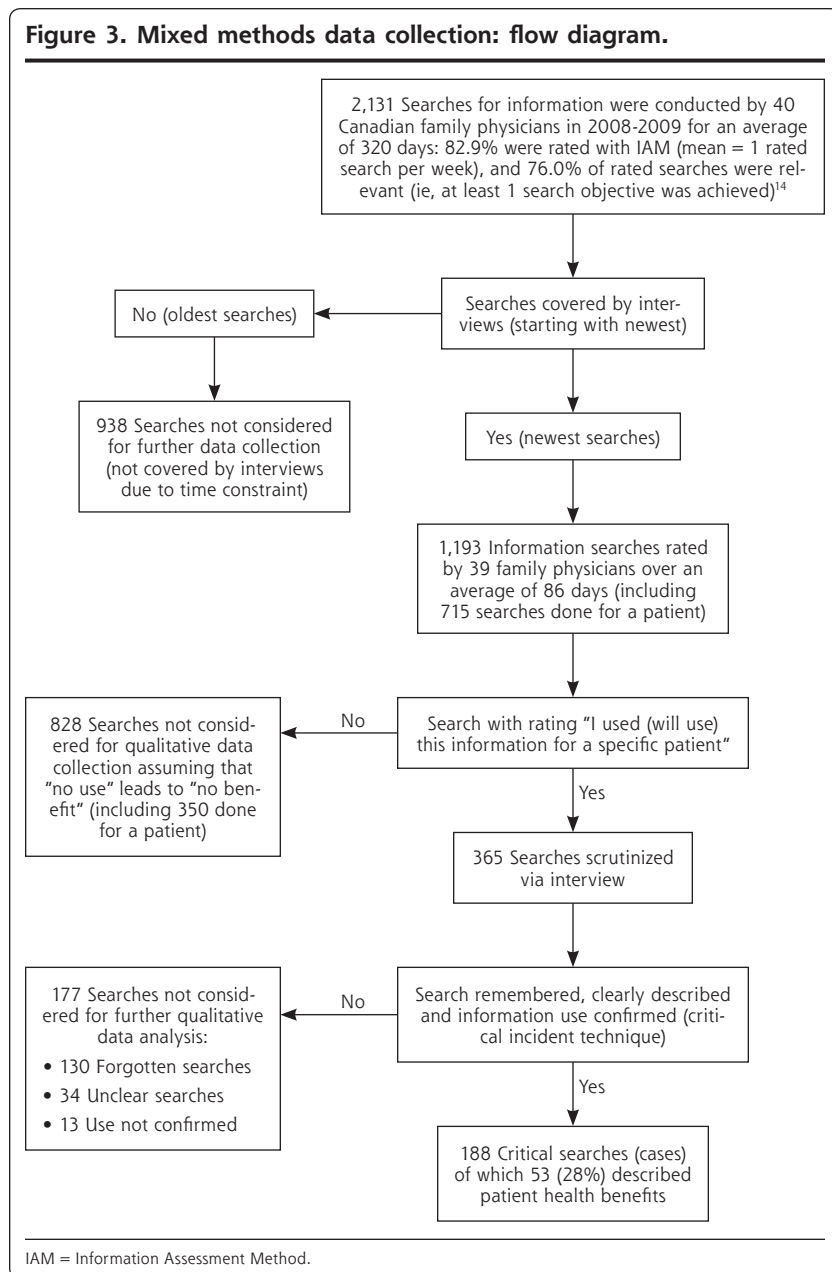 Figure 3. Mixed methods data collection: flow diagram.
2,131 Searches for information were conducted by 40
Canadian family physicians in 2008-2009 for an average
of 320 days: 82.9% were rated with IAM (mean = 1 rated
search per week), and 76.0% of rated searches were rel-
evant (ie, at least 1 search objective was achieved)14
No (oldest searches)
Searches covered by inter-
views (starting with newest)
938 Searches not considered
for further data collection
(not covered by interviews
due to time constraint)
Yes (newest searches)
1,193 Information searches rated
by 39 family physicians over an
average of 86 days (including
715 searches done for a patient)
828 Searches not consid-
ered for qualitative data
collection assuming that
"no use" leads to "no ben-
efit" (including 350 done
for a patient)
No
Search with rating "I used (will use)
this information for a specific patient"
Yes
365 Searches scrutinized
via interview
177 Searches not consid-
ered for further qualitative
data analysis:
• 130 Forgotten searches
• 34 Unclear searches
• 13 Use not confirmed
No
Search remembered, clearly described
and information use confirmed (criti-
cal incident technique)
Yes
188 Critical searches (cases)
of which 53 (28%) described
patient health benefits
IAM = Information Assessment Method.